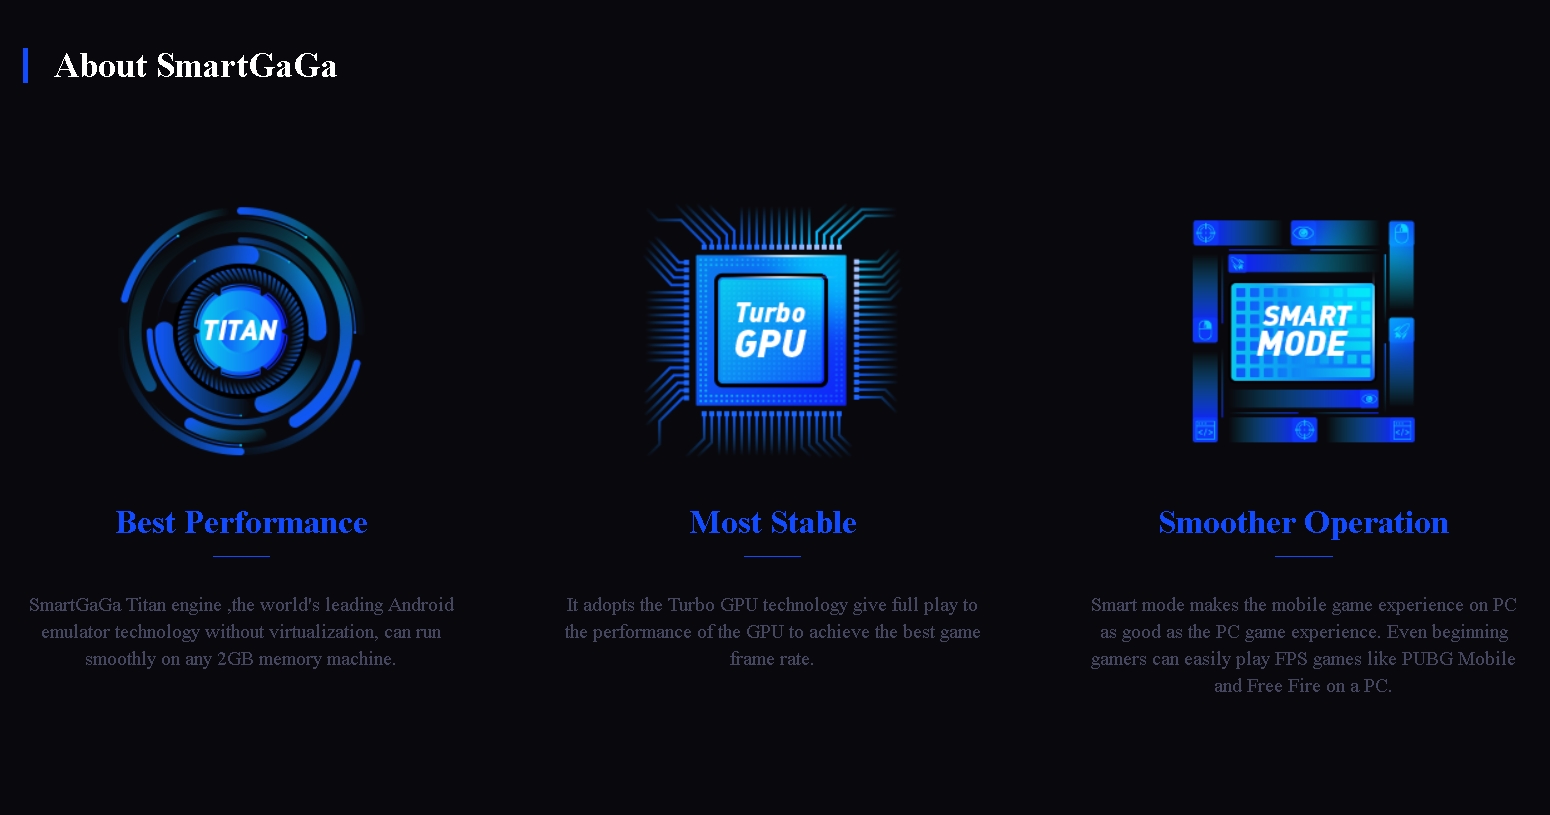 About SmartGaGa
TITAN
Turbo
GPU
SMART
MODE
Best Performance
Most Stable
Smoother Operation
SmartGaGa Titan engine ,the world's leading Android
emulator technology without virtualization, can run
smoothly on any 2GB memory machine.
It adopts the Turbo GPU technology give full play to
the performance of the GPU to achieve the best game
frame rate.
Smart mode makes the mobile game experience on PC
as good as the PC game experience. Even beginning
gamers can easily play FPS games like PUBG Mobile
and Free Fire on a PC.